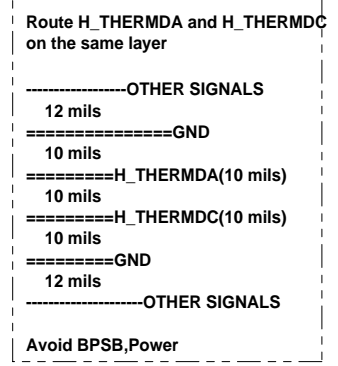 Route H_THERMDA and H_THERMDC
on the same layer
------------------OTHER SIGNALS
12 mils
===============GND
10 mils
=========H_THERMDA(10 mils)
10 mils
=========H_THERMDC(10 mils)
10 mils
=========GND
12 mils
---------------------OTHER SIGNALS
Avoid BPSB,Power